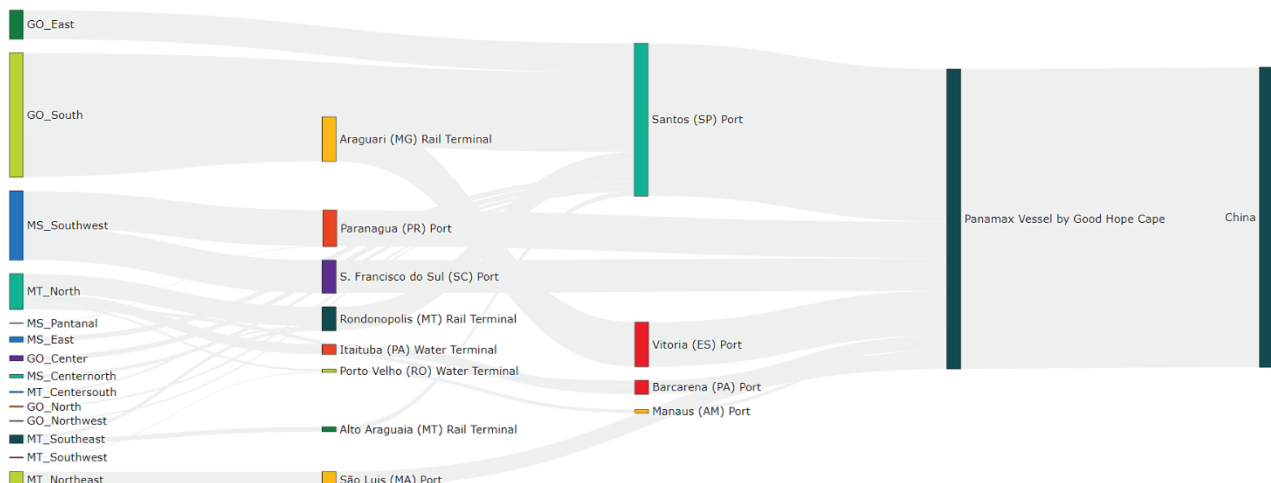 GO_East
GO_South
MS_Southwest
MT_North
MS_Pantanal
MS_East
GO_Center
MS_Centernorth
MT_Centersouth
GO_North
GO_Northwest
MT_Southeast
MT_Southwest
MT_Northeast
Araguari (MG) Rail Terminal
Paranagua (PR) Port
S. Francisco do Sul (SC) Port
Rondonopolis (MT) Rail Terminal
Itaituba (PA) Water Terminal
Porto Velho (RO) Water Terminal
Alto Araguaia (MT) Rail Terminal
São Luis (MA) Port
Santos (SP) Port
Vitoria (ES) Port
Barcarena (PA) Port
Manaus (AM) Port
Panamax Vessel by Good Hope Cape
China